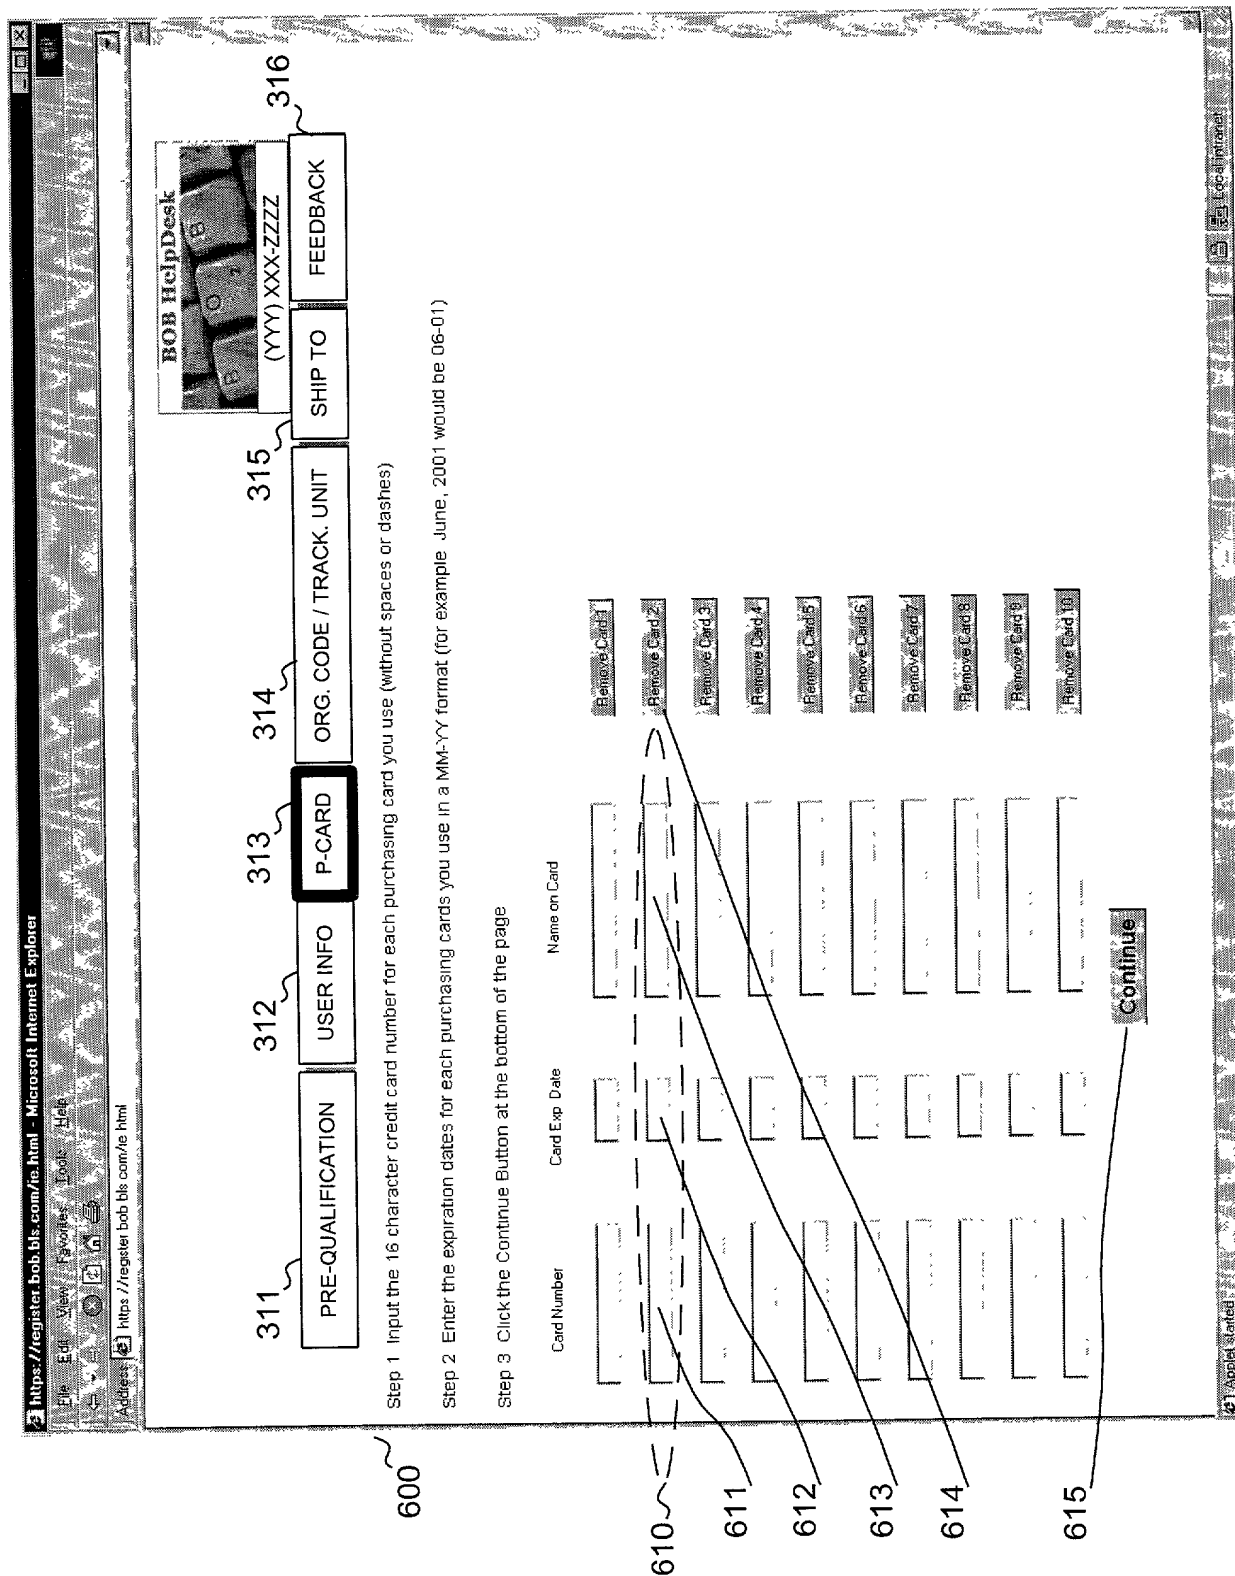 https://register.bob.bls.com/ie.html - Microsoft Internet Explorer
File Edit View Favorites Tools Help
Address https://register bob bls com/ie html
BOB HelpDesk
B O B
(YYY) XXX-ZZZZ
311 312 313 314 315 316
PRE-QUALIFICATION USER INFO P-CARD ORG. CODE / TRACK. UNIT SHIP TO FEEDBACK
600
Step 1 Input the 16 character credit card number for each purchasing card you use (without spaces or dashes)
Step 2 Enter the expiration dates for each purchasing cards you use in a MM-YY format (for example June, 2001 would be 06-01)
Step 3 Click the Continue Button at the bottom of the page
Card Number Card Exp Date Name on Card
Remove Card 1
610 Remove Card 2
611 Remove Card 3
612 Remove Card 4
Remove Card 5
613 Remove Card 6
Remove Card 7
614 Remove Card 8
Remove Card 9
Remove Card 10
615 Continue
Applet started Local intranet